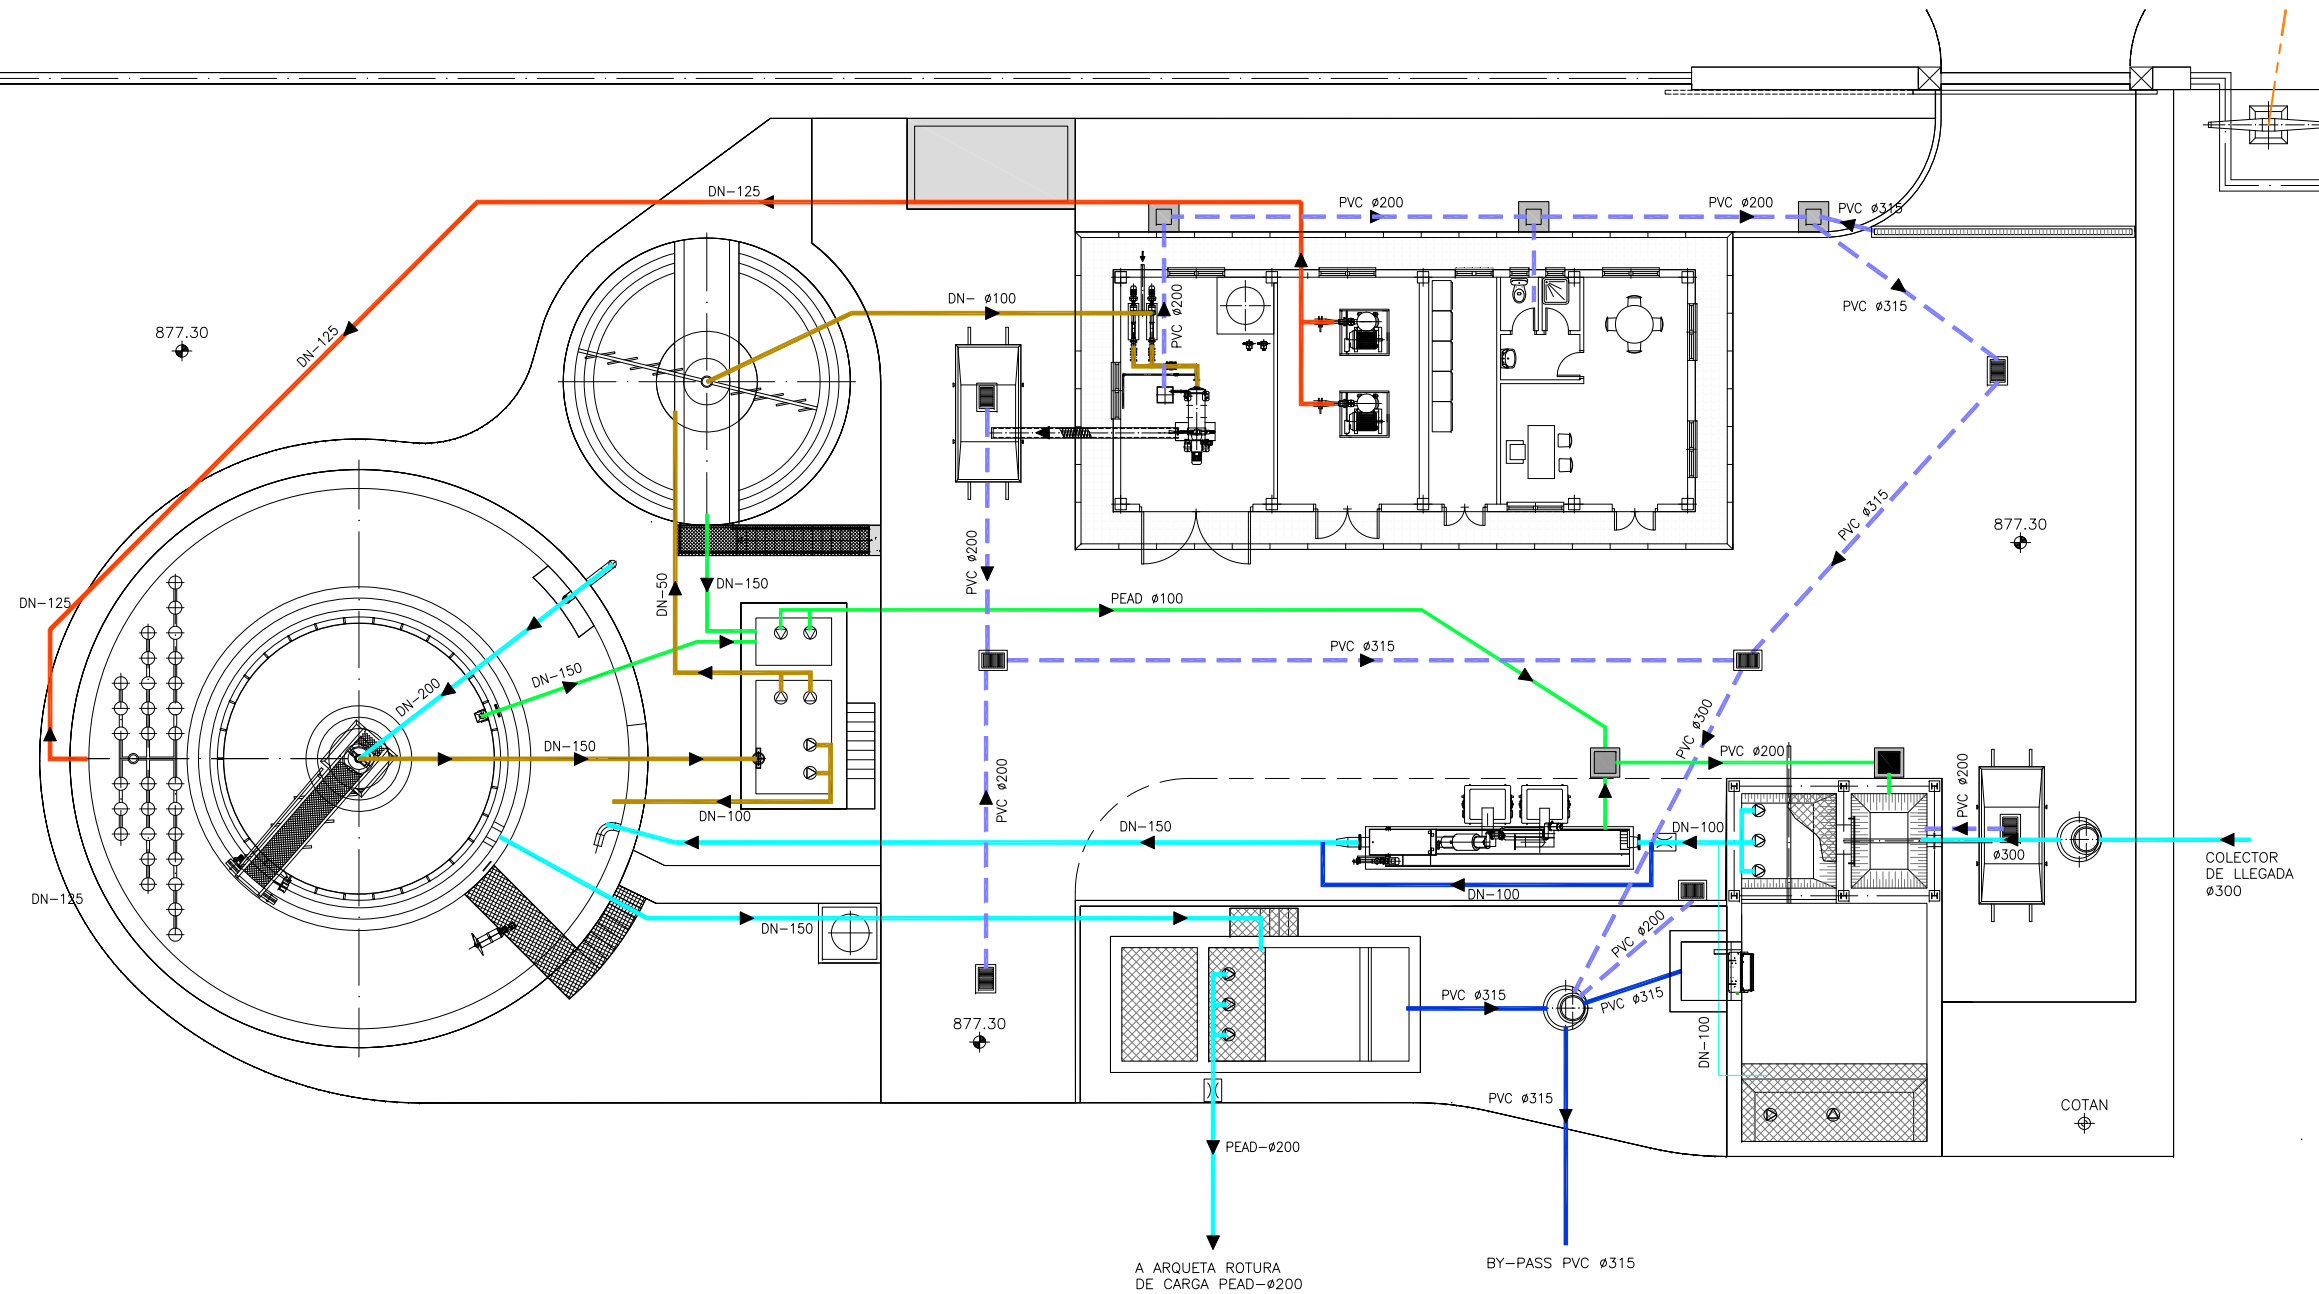 DN-125
PVC ø200
PVC ø200
PVC ø315
DN- ø100
PVC ø200
PVC ø315
877.30
DN-125
PVC ø315
877.30
PVC ø200
DN-50
DN-150
DN-125
PEAD ø100
PVC ø315
DN-150
DN-200
DN-150
PVC ø300
PVC ø200
PVC ø200
PVC ø200
DN-100
DN-150
DN-100
ø300
COLECTOR
DE LLEGADA
ø300
DN-125
DN-100
DN-150
PVC ø200
PVC ø315
PVC ø315
877.30
DN-100
PVC ø315
COTAN
PEAD-ø200
A ARQUETA ROTURA
DE CARGA PEAD-ø200
BY-PASS PVC ø315